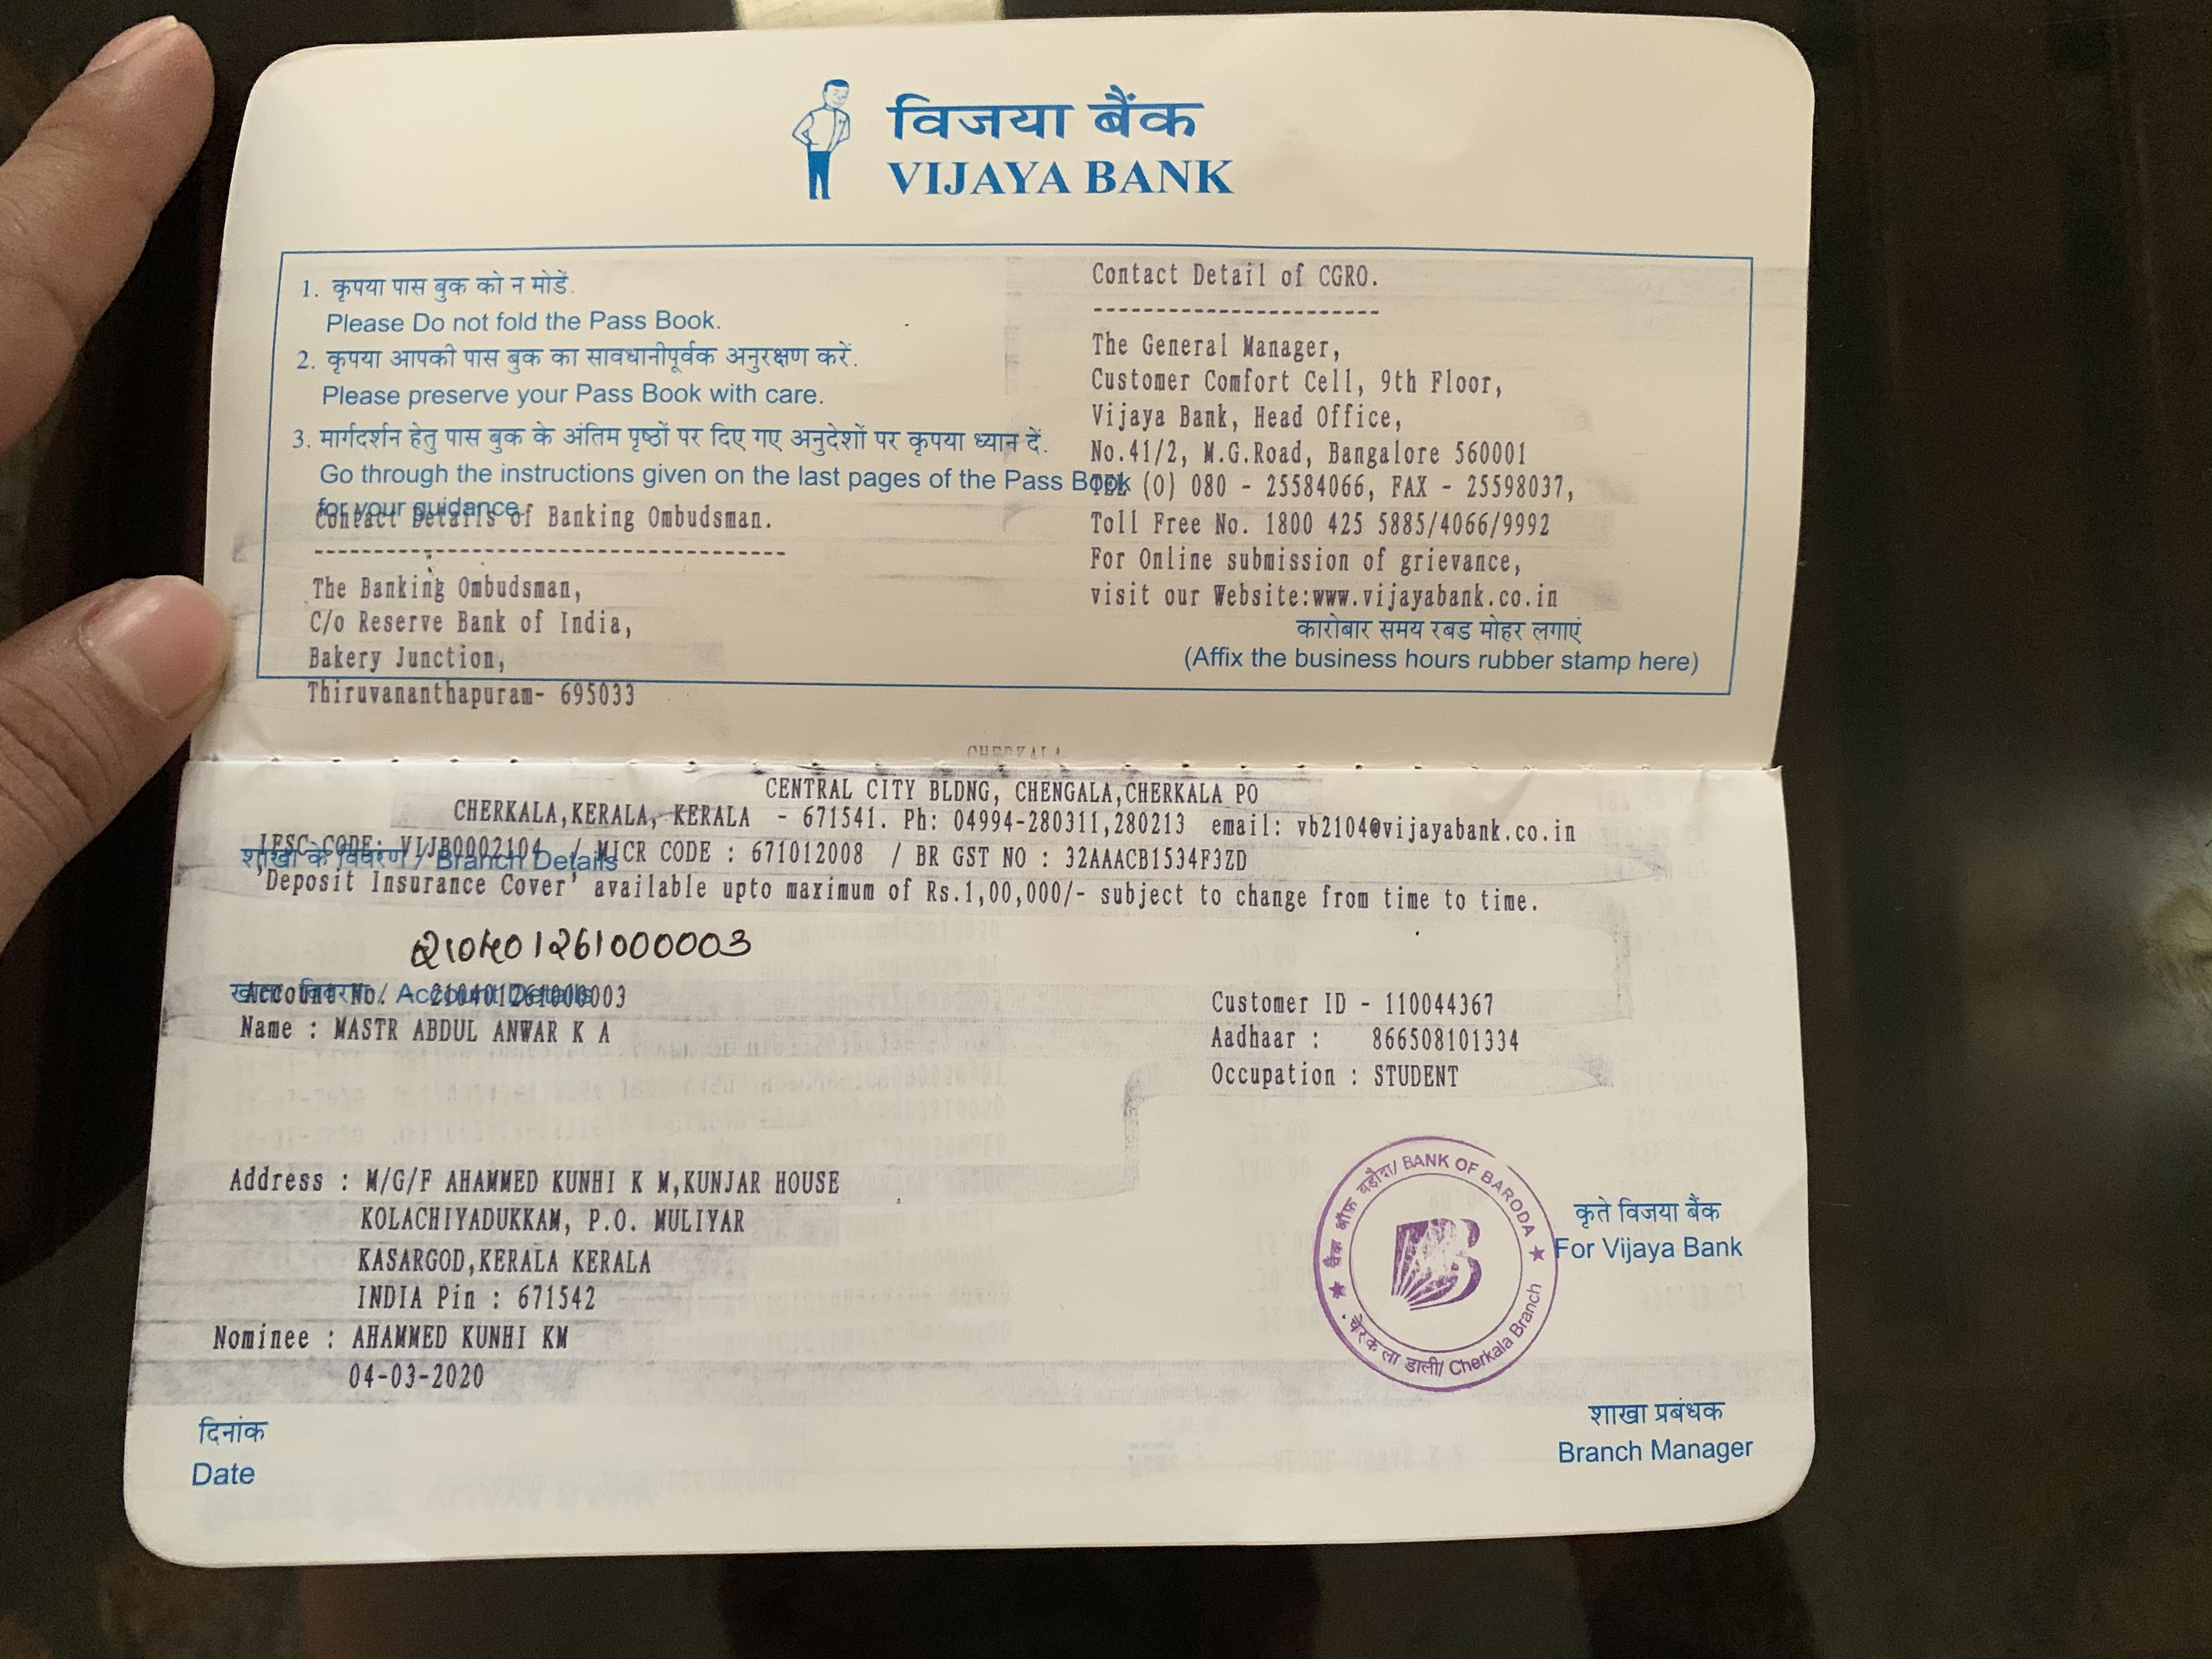 विजया बैंक
VIJAYA BANK
1. कृपया पास बुक को न मोडें.
Please Do not fold the Pass Book.
2. कृपया आपकी पास बुक का सावधानीपूर्वक अनुरक्षण करें.
Please preserve your Pass Book with care.
3. मार्गदर्शन हेतु पास बुक के अंतिम पृष्ठों पर दिए गए अनुदेशों पर कृपया ध्यान दें.
Go through the instructions given on the last pages of the Pass Book
for your guidance.
Contact Detail of CGRO.
------------------------
The General Manager,
Customer Comfort Cell, 9th Floor,
Vijaya Bank, Head Office,
No.41/2, M.G.Road, Bangalore 560001
(O) 080 - 25584066, FAX - 25598037,
Toll Free No. 1800 425 5885/4066/9992
For Online submission of grievance,
visit our Website:www.vijayabank.co.in
Contact Details of Banking Ombudsman.
----------------------------------------
The Banking Ombudsman,
C/o Reserve Bank of India,
Bakery Junction,
Thiruvananthapuram- 695033
कारोबार समय रबड मोहर लगाएं
(Affix the business hours rubber stamp here)
CHERKALA
CENTRAL CITY BLDNG, CHENGALA,CHERKALA PO
CHERKALA,KERALA, KERALA - 671541. Ph: 04994-280311,280213 email: vb2104@vijayabank.co.in
IFSC CODE: VIJB0002104 / MICR CODE : 671012008 / BR GST NO : 32AAACB1534F3ZD
शाखा के विवरण / Branch Details
'Deposit Insurance Cover' available upto maximum of Rs.1,00,000/- subject to change from time to time.
210401261000003
Account No. 210401261000003
Name : MASTR ABDUL ANWAR K A
Customer ID - 110044367
Aadhaar : 866508101334
Occupation : STUDENT
Address : M/G/F AHAMMED KUNHI K M,KUNJAR HOUSE
KOLACHIYADUKKAM, P.O. MULIYAR
KASARGOD,KERALA KERALA
INDIA Pin : 671542
Nominee : AHAMMED KUNHI KM
04-03-2020
बैंक ऑफ़ बड़ौदा/ BANK OF BARODA
चेरकला शाखा/ Cherkala Branch
कृते विजया बैंक
For Vijaya Bank
दिनांक
Date
शाखा प्रबंधक
Branch Manager